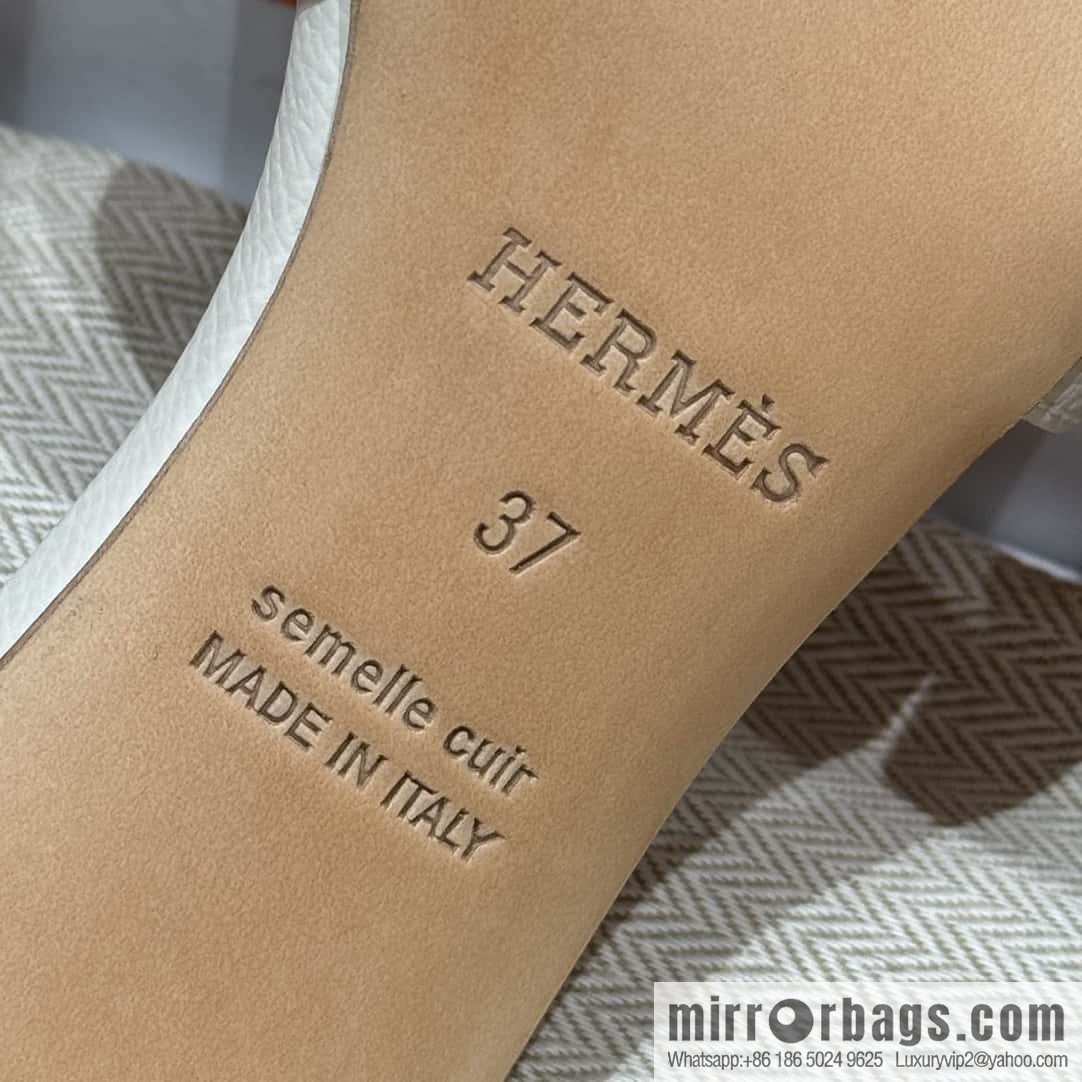 HERMÈS
37
semelle cuir
MADE IN ITALY
mirrorbags.com
Whatsapp:+86 186 5024 9625 Luxuryvip2@yahoo.com